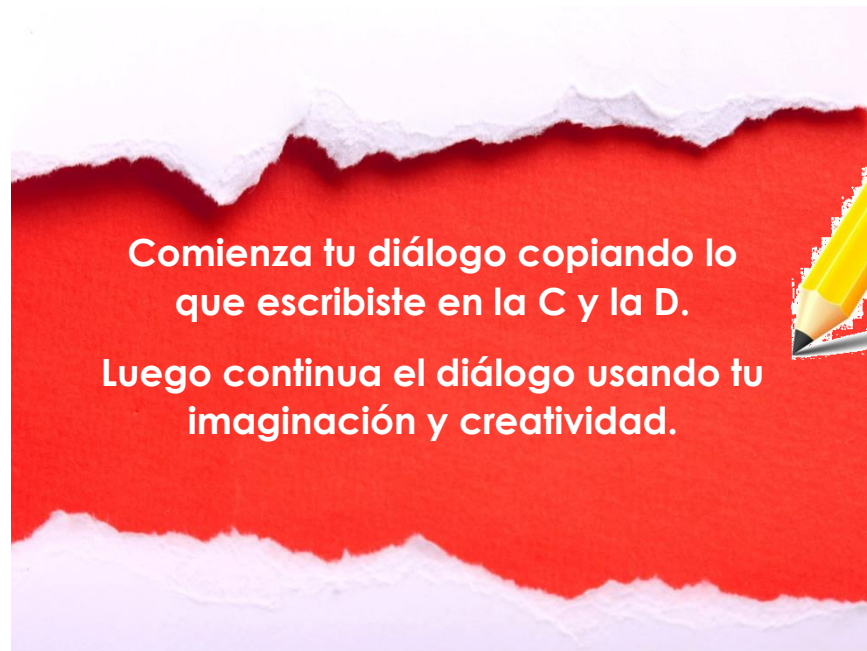 Comienza tu diálogo copiando lo
que escribiste en la C y la D.
Luego continua el diálogo usando tu
imaginación y creatividad.